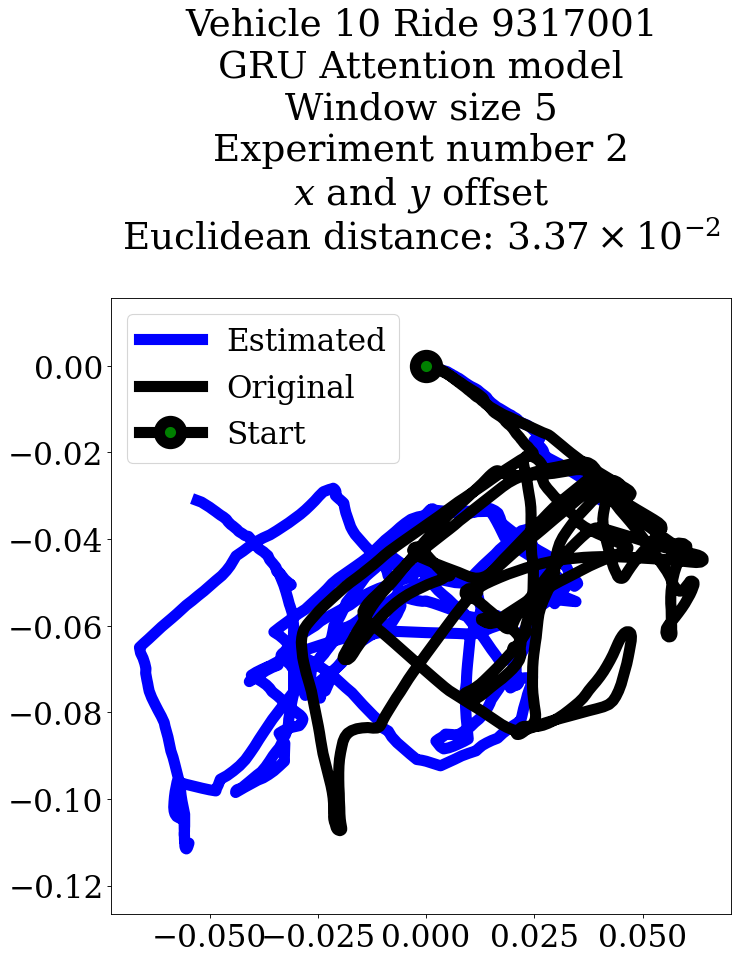 Vehicle 10 Ride 9317001
GRU Attention model
Window size 5
Experiment number 2
x and y offset
Euclidean distance: 3.37 × 10⁻²
Estimated
Original
Start
0.00
−0.02
−0.04
−0.06
−0.08
−0.10
−0.12
−0.050 −0.025 0.000 0.025 0.050